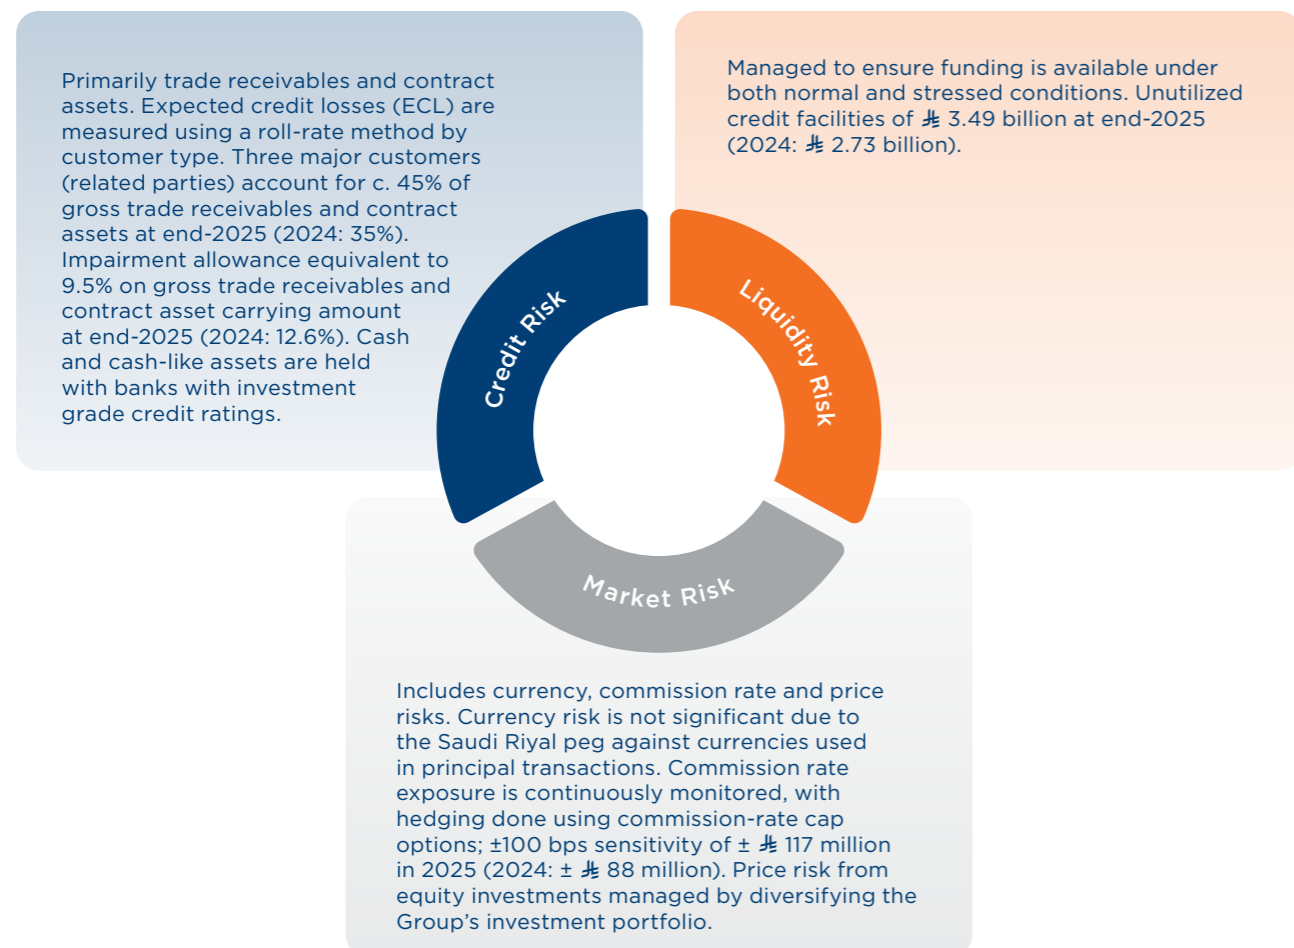 Primarily trade receivables and contract
assets. Expected credit losses (ECL) are
measured using a roll-rate method by
customer type. Three major customers
(related parties) account for c. 45% of
gross trade receivables and contract
assets at end-2025 (2024: 35%).
Impairment allowance equivalent to
9.5% on gross trade receivables and
contract asset carrying amount
at end-2025 (2024: 12.6%). Cash
and cash-like assets are held
with banks with investment
grade credit ratings.
Managed to ensure funding is available under
both normal and stressed conditions. Unutilized
credit facilities of ⃁ 3.49 billion at end-2025
(2024: ⃁ 2.73 billion).
Credit Risk
Liquidity Risk
Market Risk
Includes currency, commission rate and price
risks. Currency risk is not significant due to
the Saudi Riyal peg against currencies used
in principal transactions. Commission rate
exposure is continuously monitored, with
hedging done using commission-rate cap
options; ±100 bps sensitivity of ± ⃁ 117 million
in 2025 (2024: ± ⃁ 88 million). Price risk from
equity investments managed by diversifying the
Group’s investment portfolio.